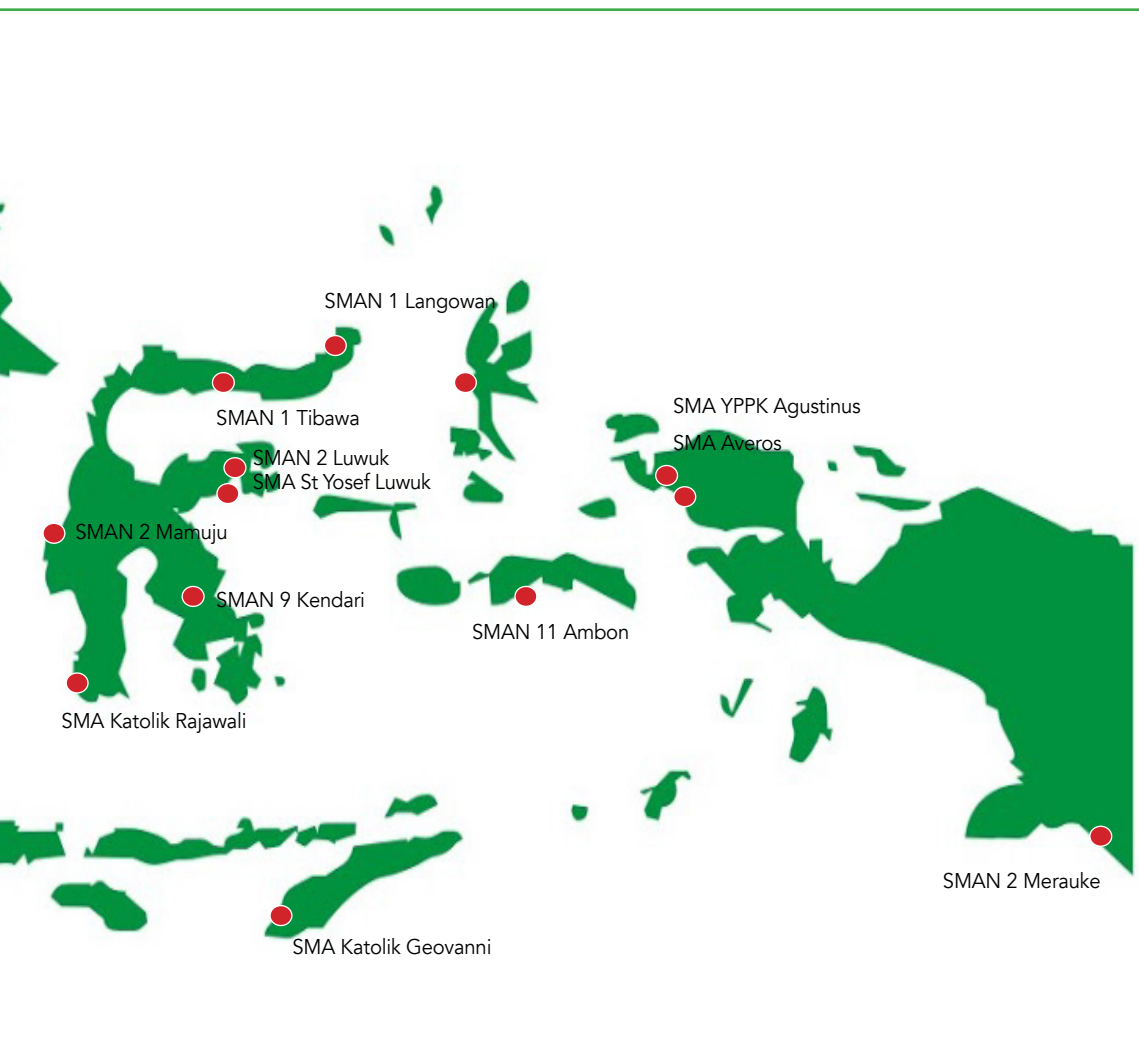 SMAN 1 Langowan
SMAN 1 Tibawa
SMA YPPK Agustinus
SMA Averos
SMAN 2 Luwuk
SMA St Yosef Luwuk
SMAN 2 Mamuju
SMAN 9 Kendari
SMAN 11 Ambon
SMA Katolik Rajawali
SMAN 2 Merauke
SMA Katolik Geovanni